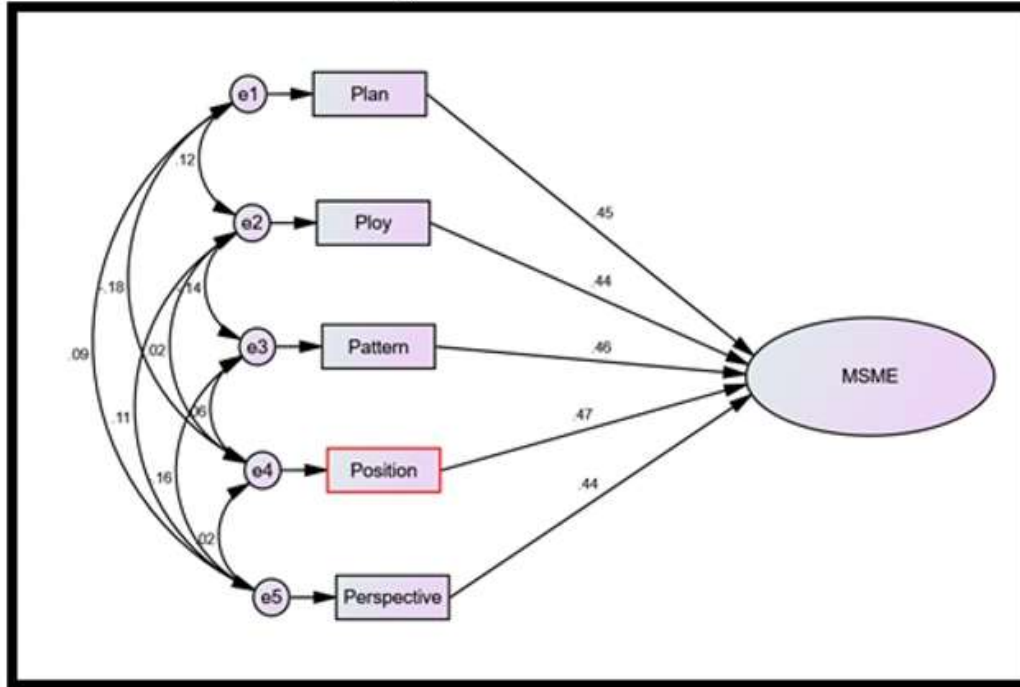 e1
Plan
.12
.45
e2
Ploy
.44
-.18
.14
e3
Pattern
.46
.09
.02
.06
.47
.11
e4
Position
.16
.44
.02
e5
Perspective
MSME